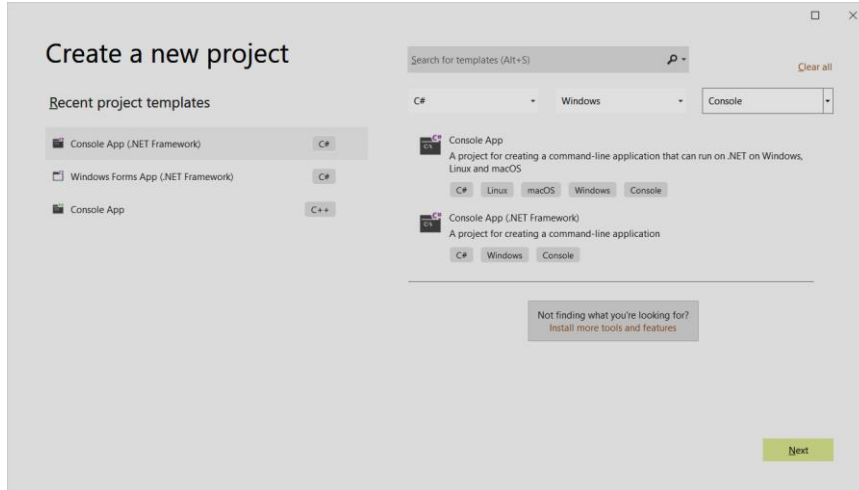 Create a new project
Search for templates (Alt+S)
Clear all
Recent project templates
C#
Windows
Console
Console App (.NET Framework)
C#
Windows Forms App (.NET Framework)
C#
Console App
C++
Console App
A project for creating a command-line application that can run on .NET on Windows,
Linux and macOS
C# Linux macOS Windows Console
Console App (.NET Framework)
A project for creating a command-line application
C# Windows Console
Not finding what you're looking for?
Install more tools and features
Next